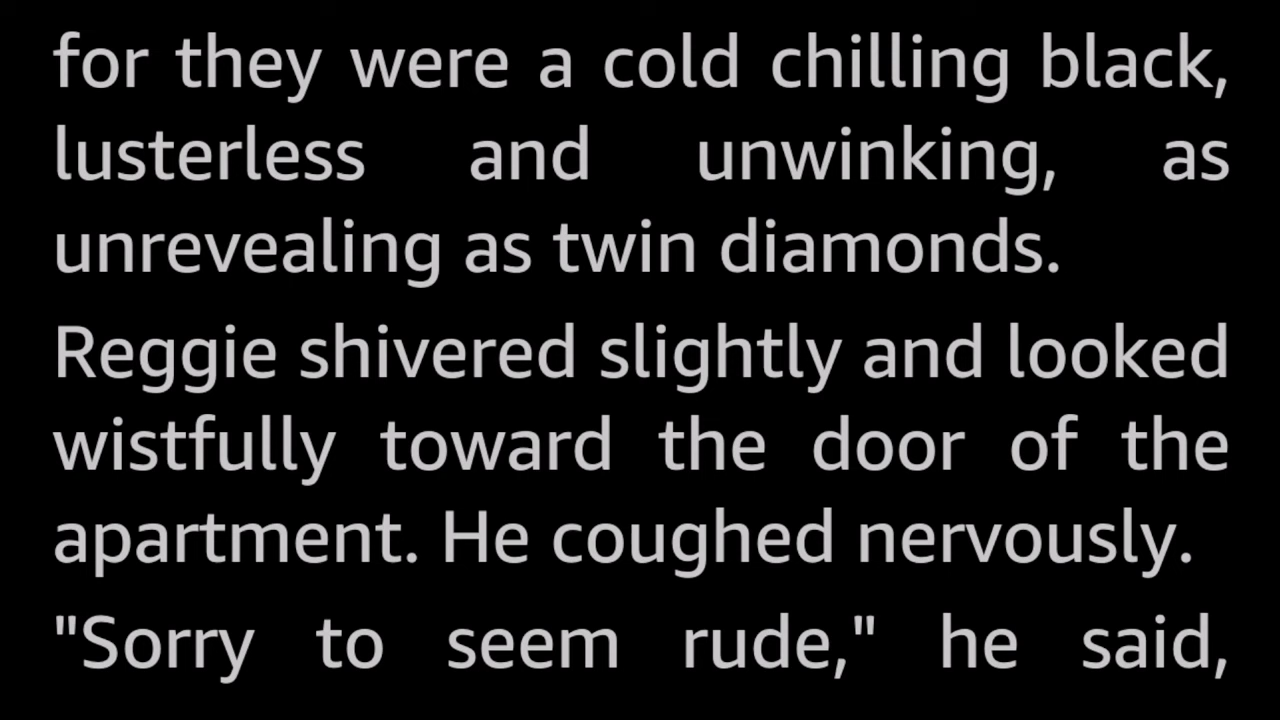 for they were a cold chilling black,
lusterless and unwinking, as
unrevealing as twin diamonds.
Reggie shivered slightly and looked
wistfully toward the door of the
apartment. He coughed nervously.
"Sorry to seem rude," he said,